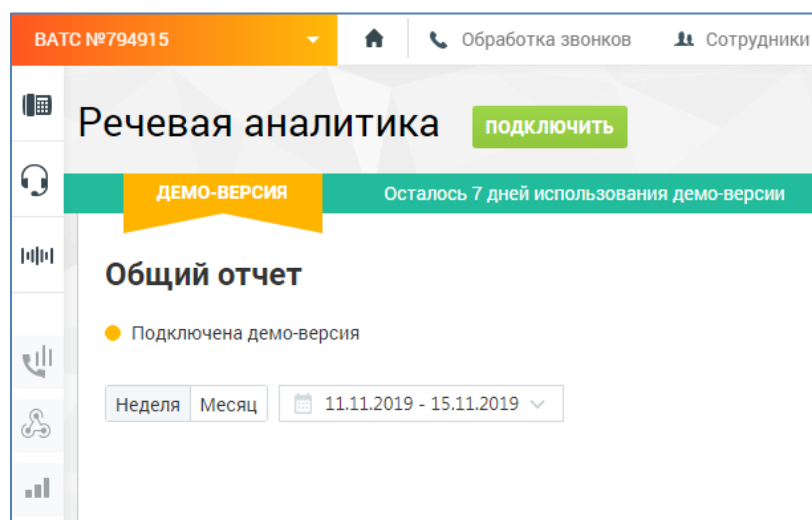 ВАТС №794915
Обработка звонков
Сотрудники
Речевая аналитика
ПОДКЛЮЧИТЬ
ДЕМО-ВЕРСИЯ
Осталось 7 дней использования демо-версии
Общий отчет
Подключена демо-версия
Неделя Месяц 11.11.2019 - 15.11.2019